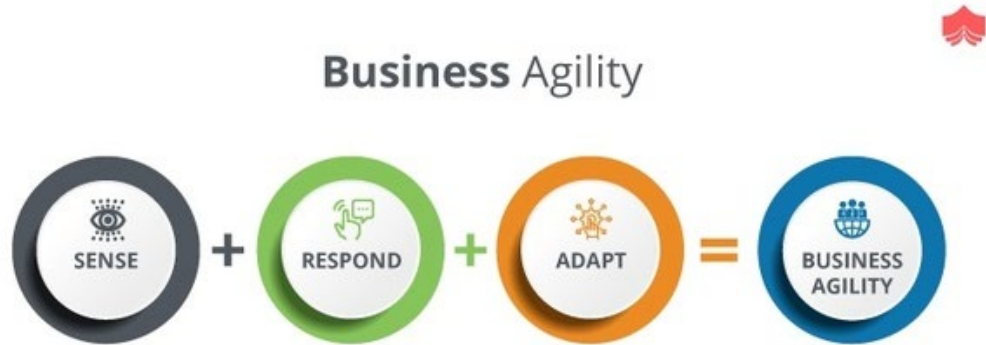 Business Agility
SENSE + RESPOND + ADAPT = BUSINESS
AGILITY